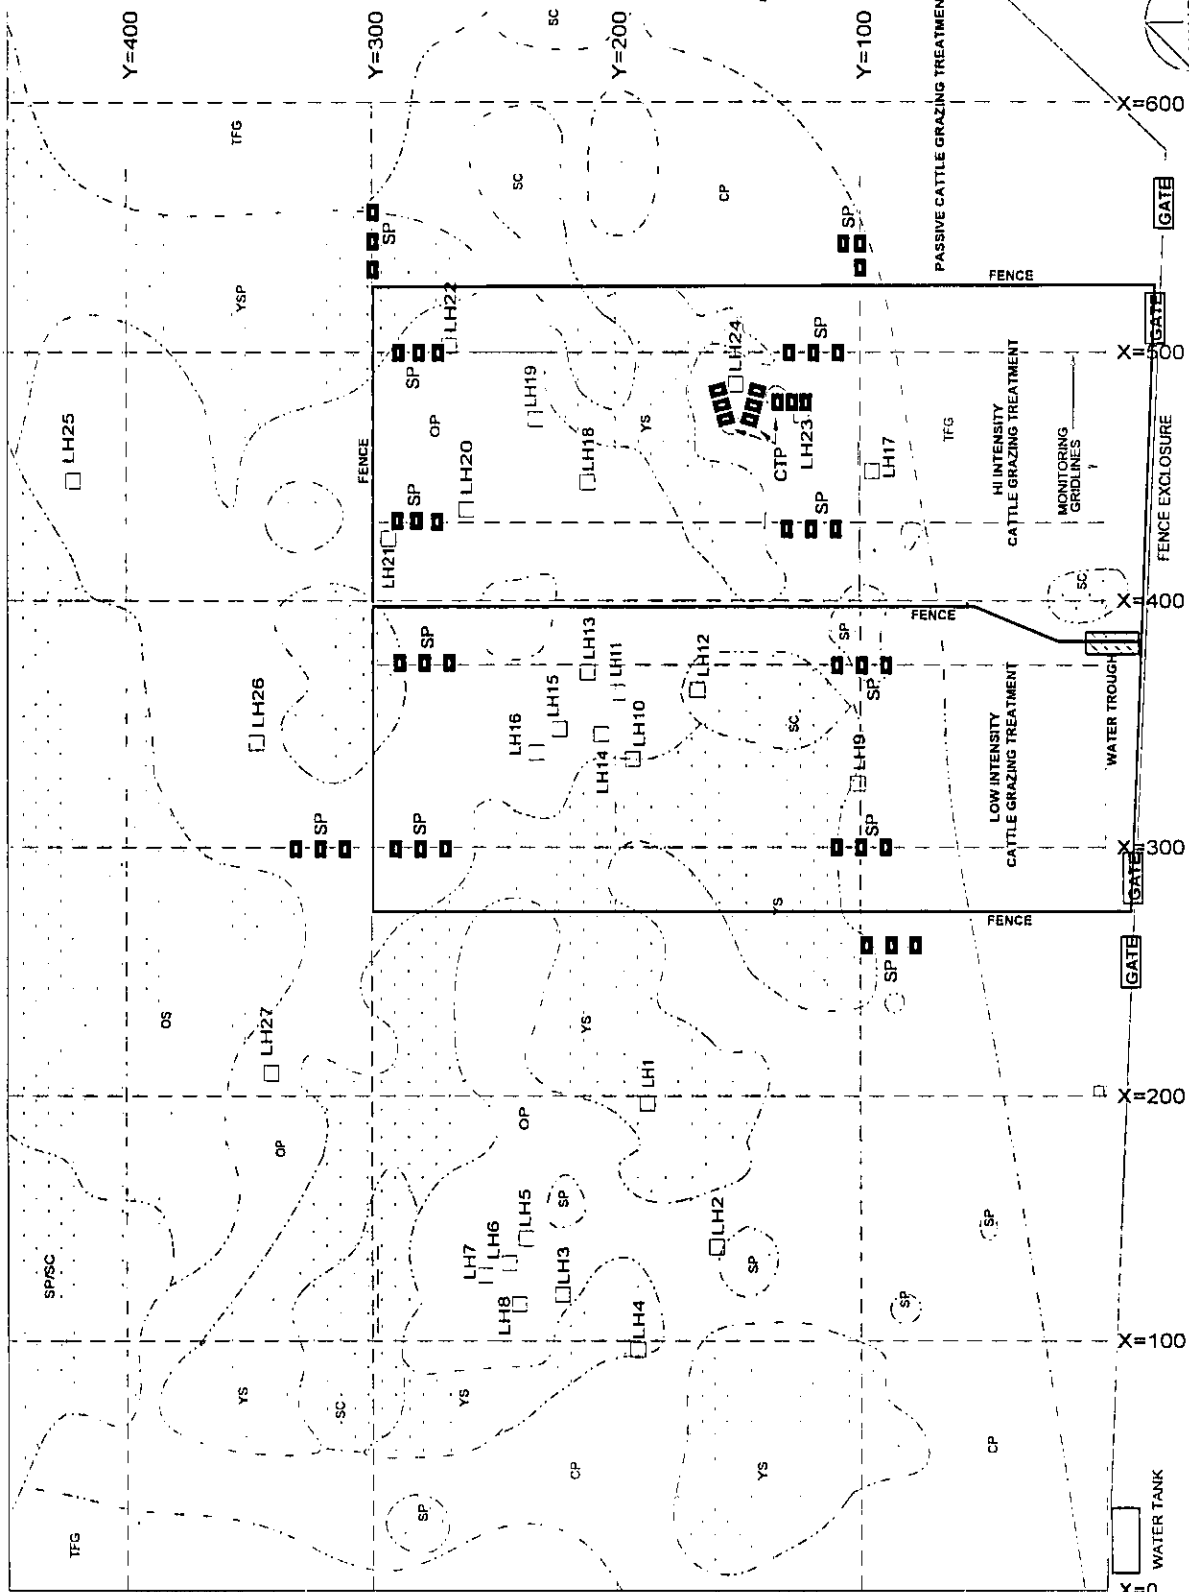 Y=400
Y=300
Y=200
Y=100
SC
TFG
X=600
PASSIVE CATTLE GRAZING TREATMENT
SC
CP
SP
SP
GATE
YSP
FENCE
LH22
SP
SP
GATE
X=500
LH25
LH24
LH19
OP
YS
FENCE
LH18
CTP
LH23
TFG
LH20
LH17
HI INTENSITY
CATTLE GRAZING TREATMENT
MONITORING
GRIDLINES
FENCE EXCLOSURE
SP
SP
LH21
SC
X=400
FENCE
SP
SP
LH13
LH11
LH12
SP
LH26
LH15
LH16
LH10
LH14
SC
LH9
WATER TROUGH
LOW INTENSITY
CATTLE GRAZING TREATMENT
SP
SP
SP
X=300
GATE
YS
FENCE
SP
GATE
OS
LH27
YS
LH1
X=200
OP
OP
SP
LH5
LH6
LH7
LH2
SP
SP/SC
LH3
LH8
SP
SP
LH4
X=100
YS
SC
YS
CP
YS
CP
SP
TFG
WATER TANK
X=0